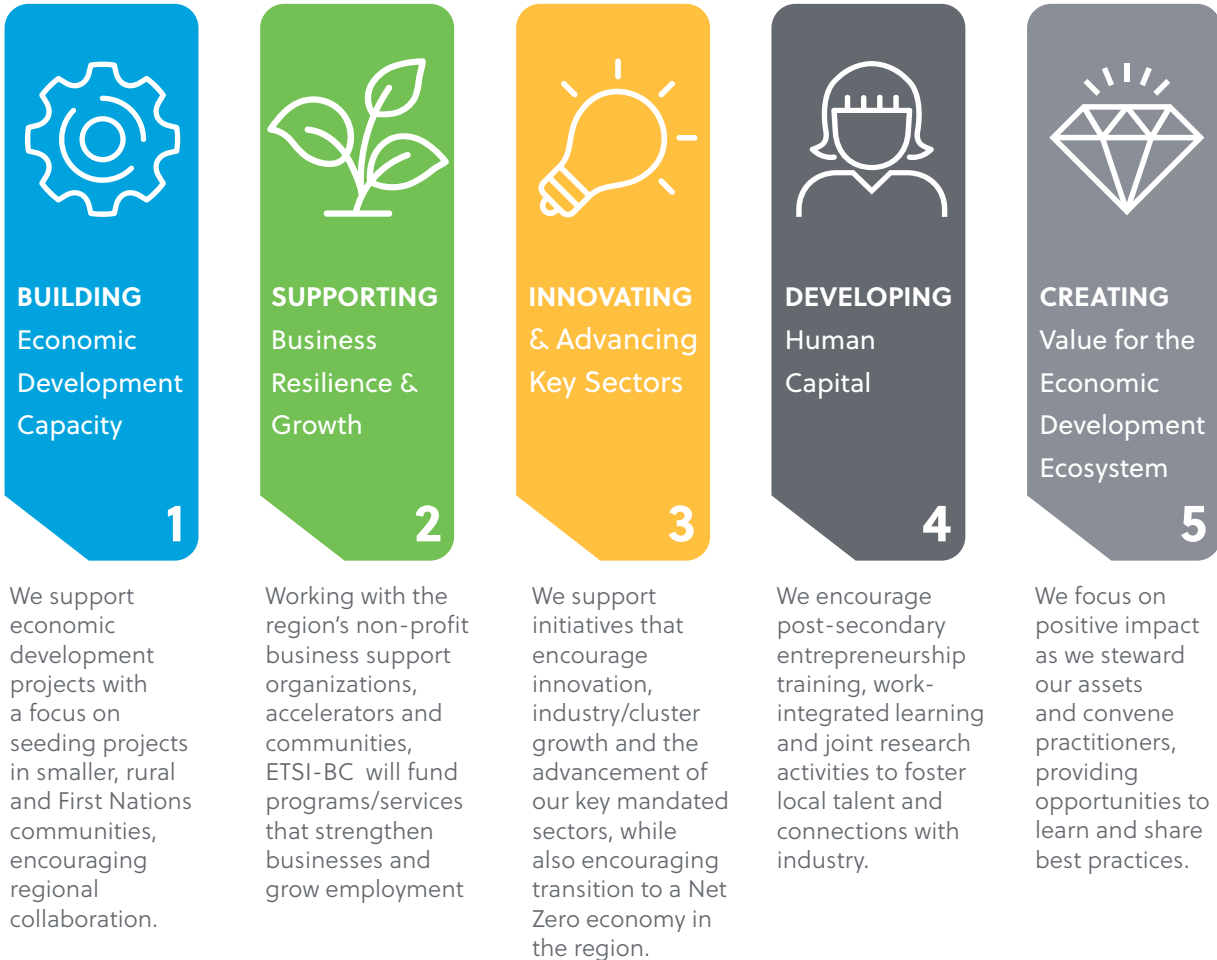 BUILDING
Economic
Development
Capacity
1
We support
economic
development
projects with
a focus on
seeding projects
in smaller, rural
and First Nations
communities,
encouraging
regional
collaboration.
SUPPORTING
Business
Resilience &
Growth
2
Working with the
region's non-profit
business support
organizations,
accelerators and
communities,
ETSI-BC will fund
programs/services
that strengthen
businesses and
grow employment
INNOVATING
& Advancing
Key Sectors
3
We support
initiatives that
encourage
innovation,
industry/cluster
growth and the
advancement of
our key mandated
sectors, while
also encouraging
transition to a Net
Zero economy in
the region.
DEVELOPING
Human
Capital
4
We encourage
post-secondary
entrepreneurship
training, work-
integrated learning
and joint research
activities to foster
local talent and
connections with
industry.
CREATING
Value for the
Economic
Development
Ecosystem
5
We focus on
positive impact
as we steward
our assets
and convene
practitioners,
providing
opportunities to
learn and share
best practices.